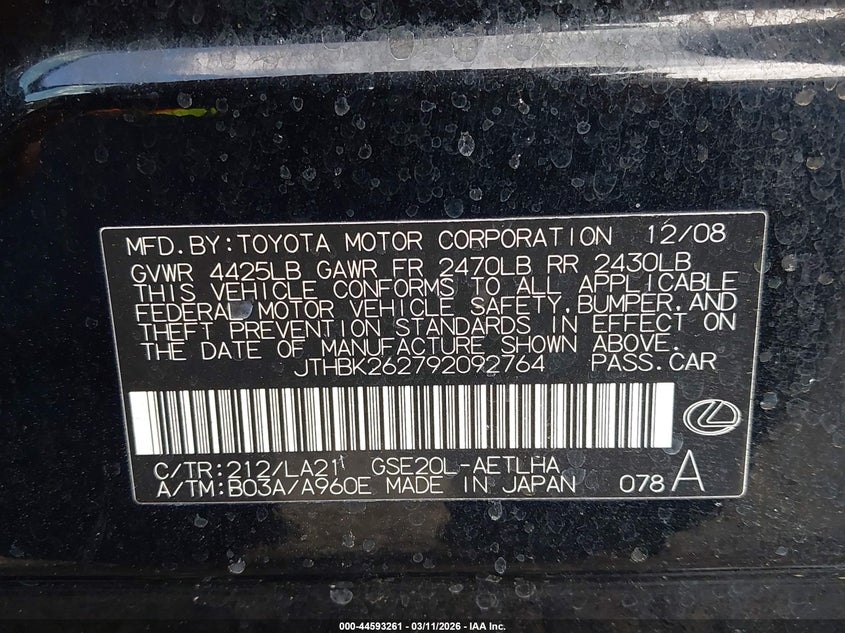 MFD.BY:TOYOTA MOTOR CORPORATION 12/08
GVWR 4425LB GAWR FR 2470LB RR 2430LB
THIS VEHICLE CONFORMS TO ALL APPLICABLE
FEDERAL MOTOR VEHICLE SAFETY,BUMPER,AND
THEFT PREVENTION STANDARDS IN EFFECT ON
THE DATE OF MANUFACTURE SHOWN ABOVE.
JTHBK262792092764 PASS.CAR
C/TR:212/LA21 GSE20L-AETLHA
A/TM:B03A/A960E MADE IN JAPAN 078 A
000-44593261 - 03/11/2026 - IAA Inc.